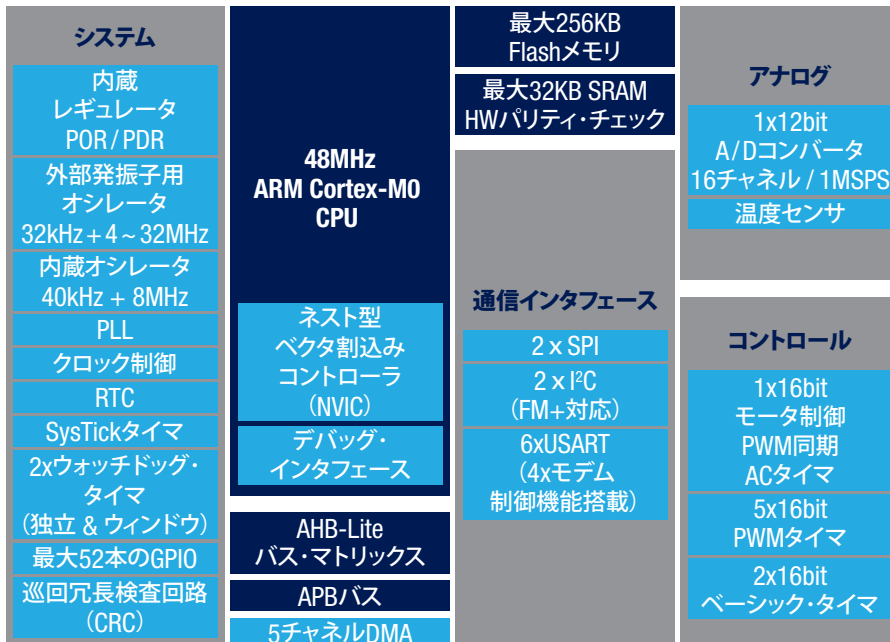 システム
内蔵
レギュレータ
POR / PDR
外部発振子用
オシレータ
32kHz + 4 ~ 32MHz
内蔵オシレータ
40kHz + 8MHz
PLL
クロック制御
RTC
SysTickタイマ
2xウォッチドッグ・
タイマ
(独立 & ウィンドウ)
最大52本のGPIO
巡回冗長検査回路
(CRC)
48MHz
ARM Cortex-M0
CPU
ネスト型
ベクタ割込み
コントローラ
(NVIC)
デバッグ・
インタフェース
AHB-Lite
バス・マトリックス
APBバス
5チャネルDMA
最大256KB
Flashメモリ
最大32KB SRAM
HWパリティ・チェック
通信インタフェース
2 x SPI
2 x I²C
(FM+対応)
6xUSART
(4xモデム
制御機能搭載)
アナログ
1x12bit
A/Dコンバータ
16チャネル / 1MSPS
温度センサ
コントロール
1x16bit
モータ制御
PWM同期
ACタイマ
5x16bit
PWMタイマ
2x16bit
ベーシック・タイマ